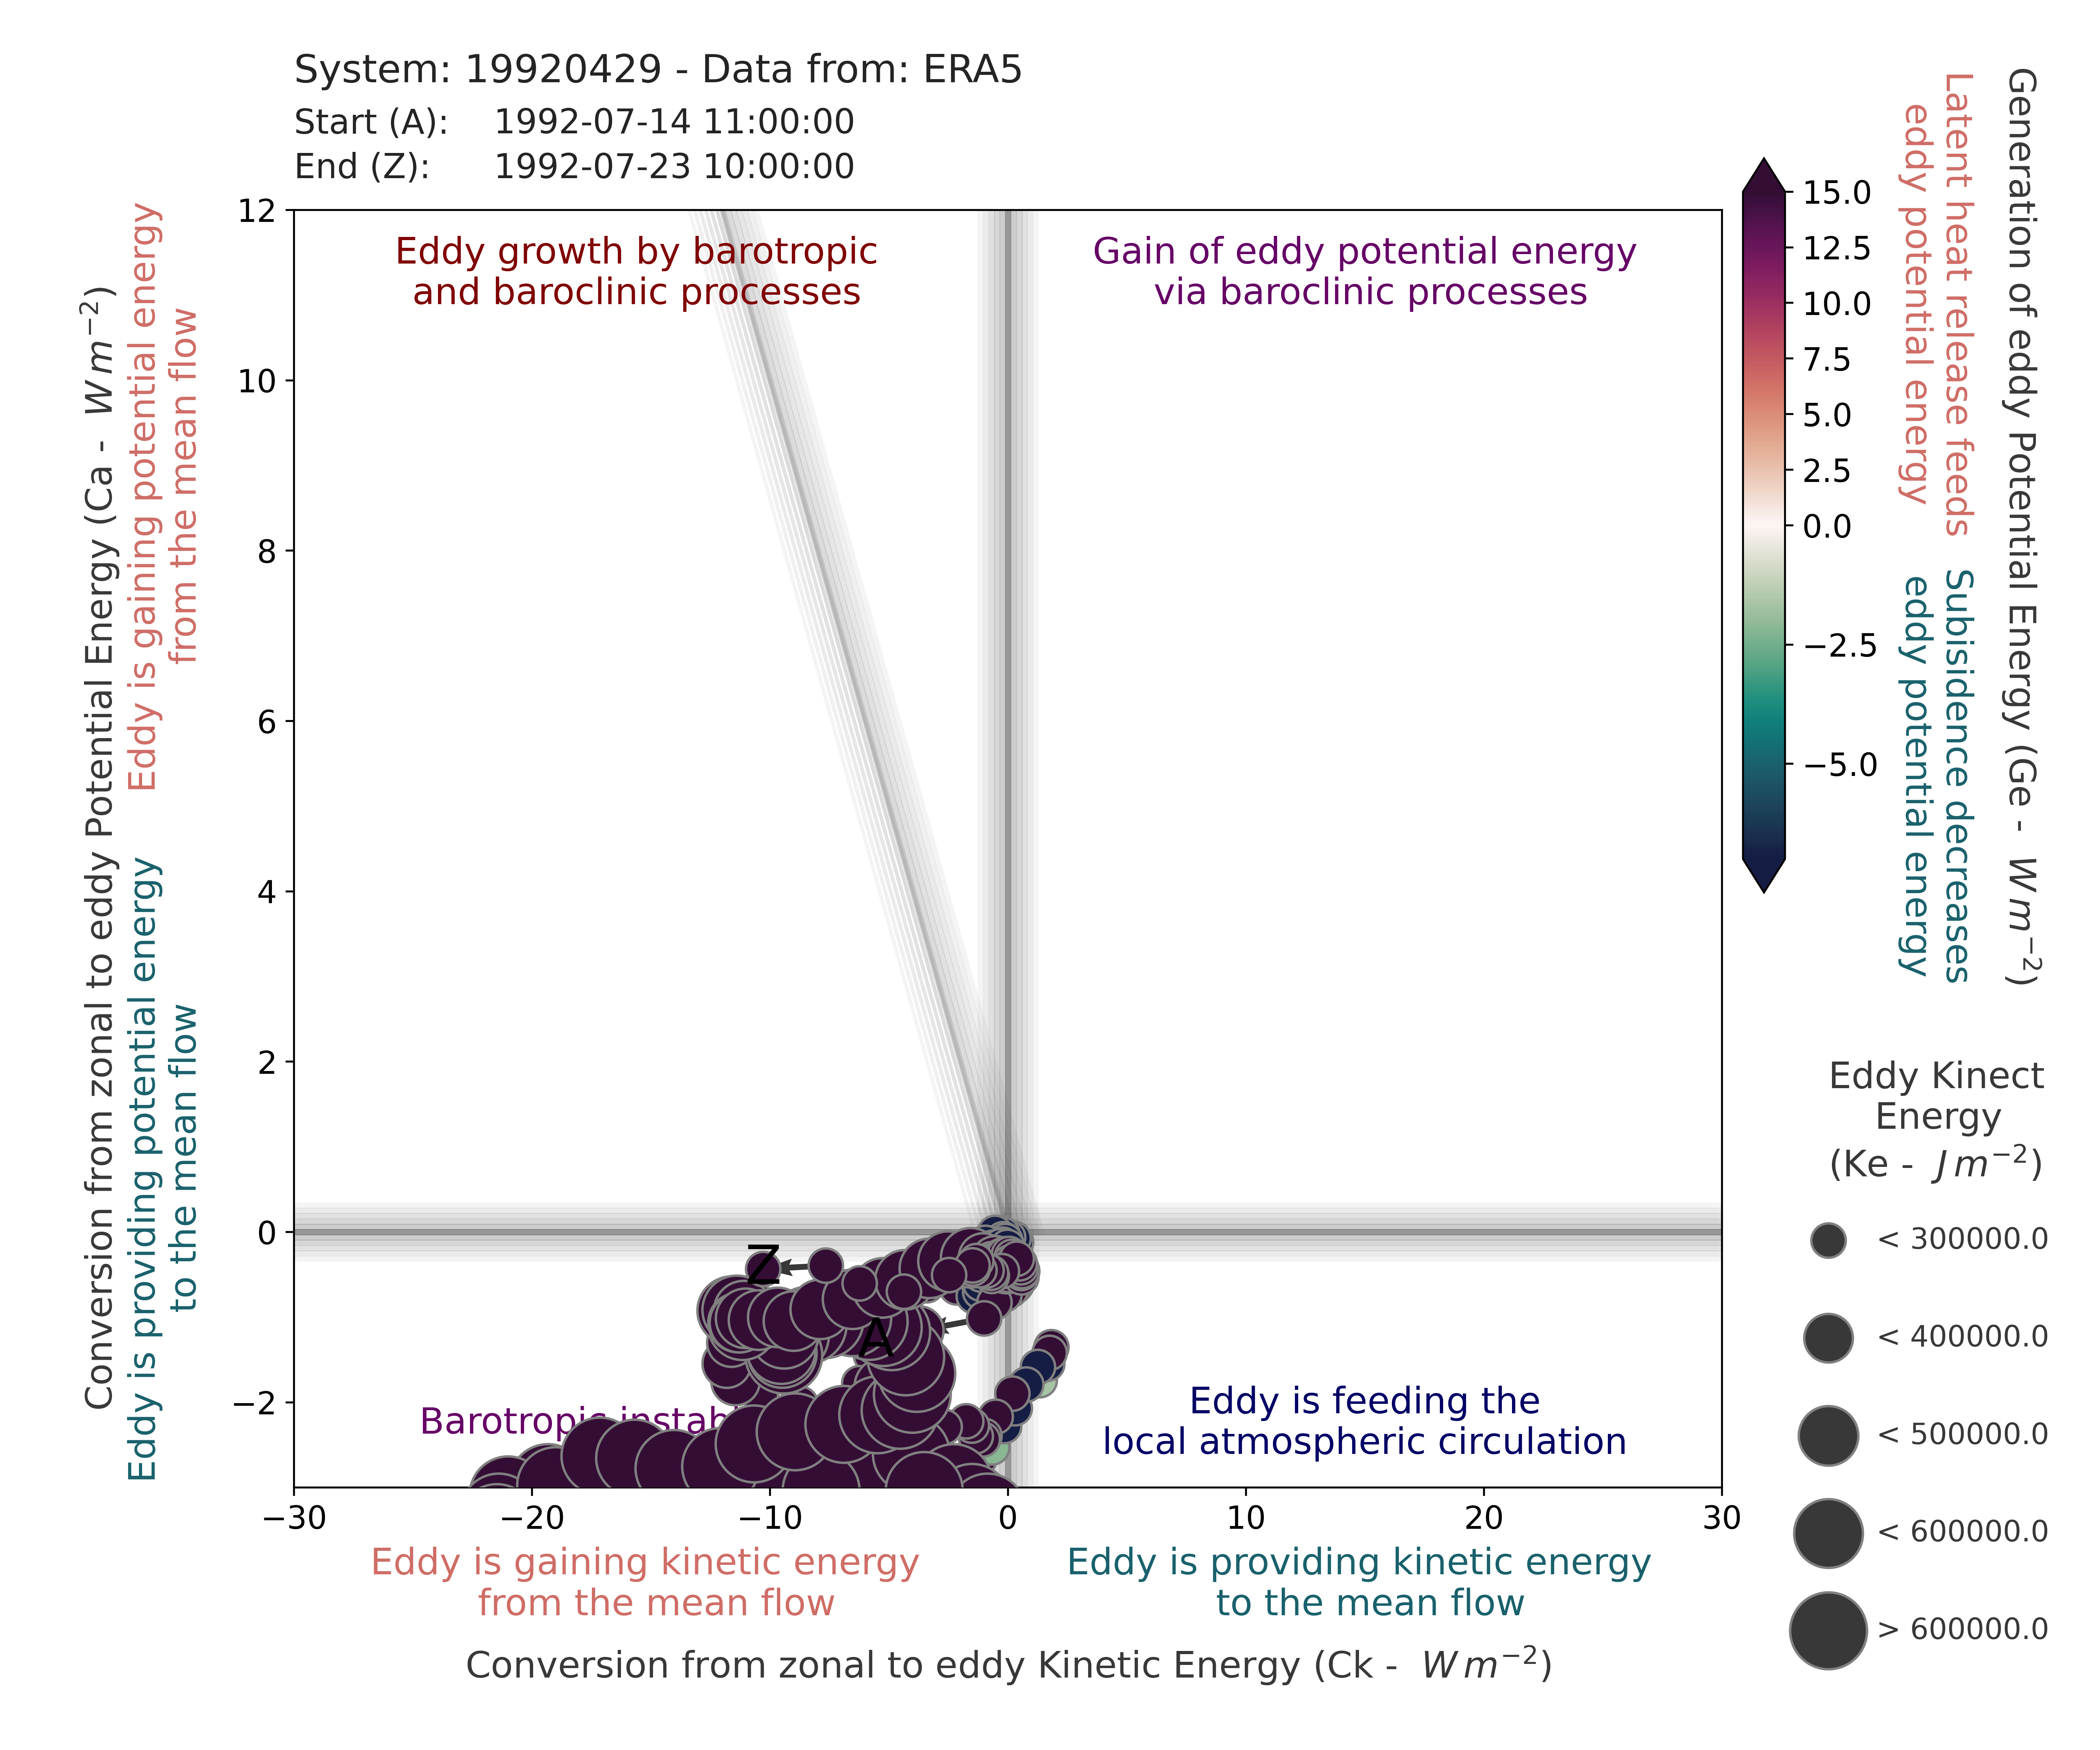 System: 19920429 - Data from: ERA5
Start (A): 1992-07-14 11:00:00
End (Z): 1992-07-23 10:00:00
Conversion from zonal to eddy Potential Energy (Ca - W m⁻²)
Eddy is gaining potential energy
from the mean flow
Eddy is providing potential energy
to the mean flow
12
10
8
6
4
2
0
−2
Eddy growth by barotropic
and baroclinic processes
Gain of eddy potential energy
via baroclinic processes
Z
A
Barotropic
Eddy is feeding the
local atmospheric circulation
−30
−20
−10
0
10
20
30
Eddy is gaining kinetic energy
from the mean flow
Eddy is providing kinetic energy
to the mean flow
Conversion from zonal to eddy Kinetic Energy (Ck - W m⁻²)
15.0
12.5
10.0
7.5
5.0
2.5
0.0
−2.5
−5.0
Latent heat release feeds
eddy potential energy
Subisidence decreases
eddy potential energy
Generation of eddy Potential Energy (Ge - W m⁻²)
Eddy Kinect
Energy
(Ke - J m⁻²)
< 300000.0
< 400000.0
< 500000.0
< 600000.0
> 600000.0